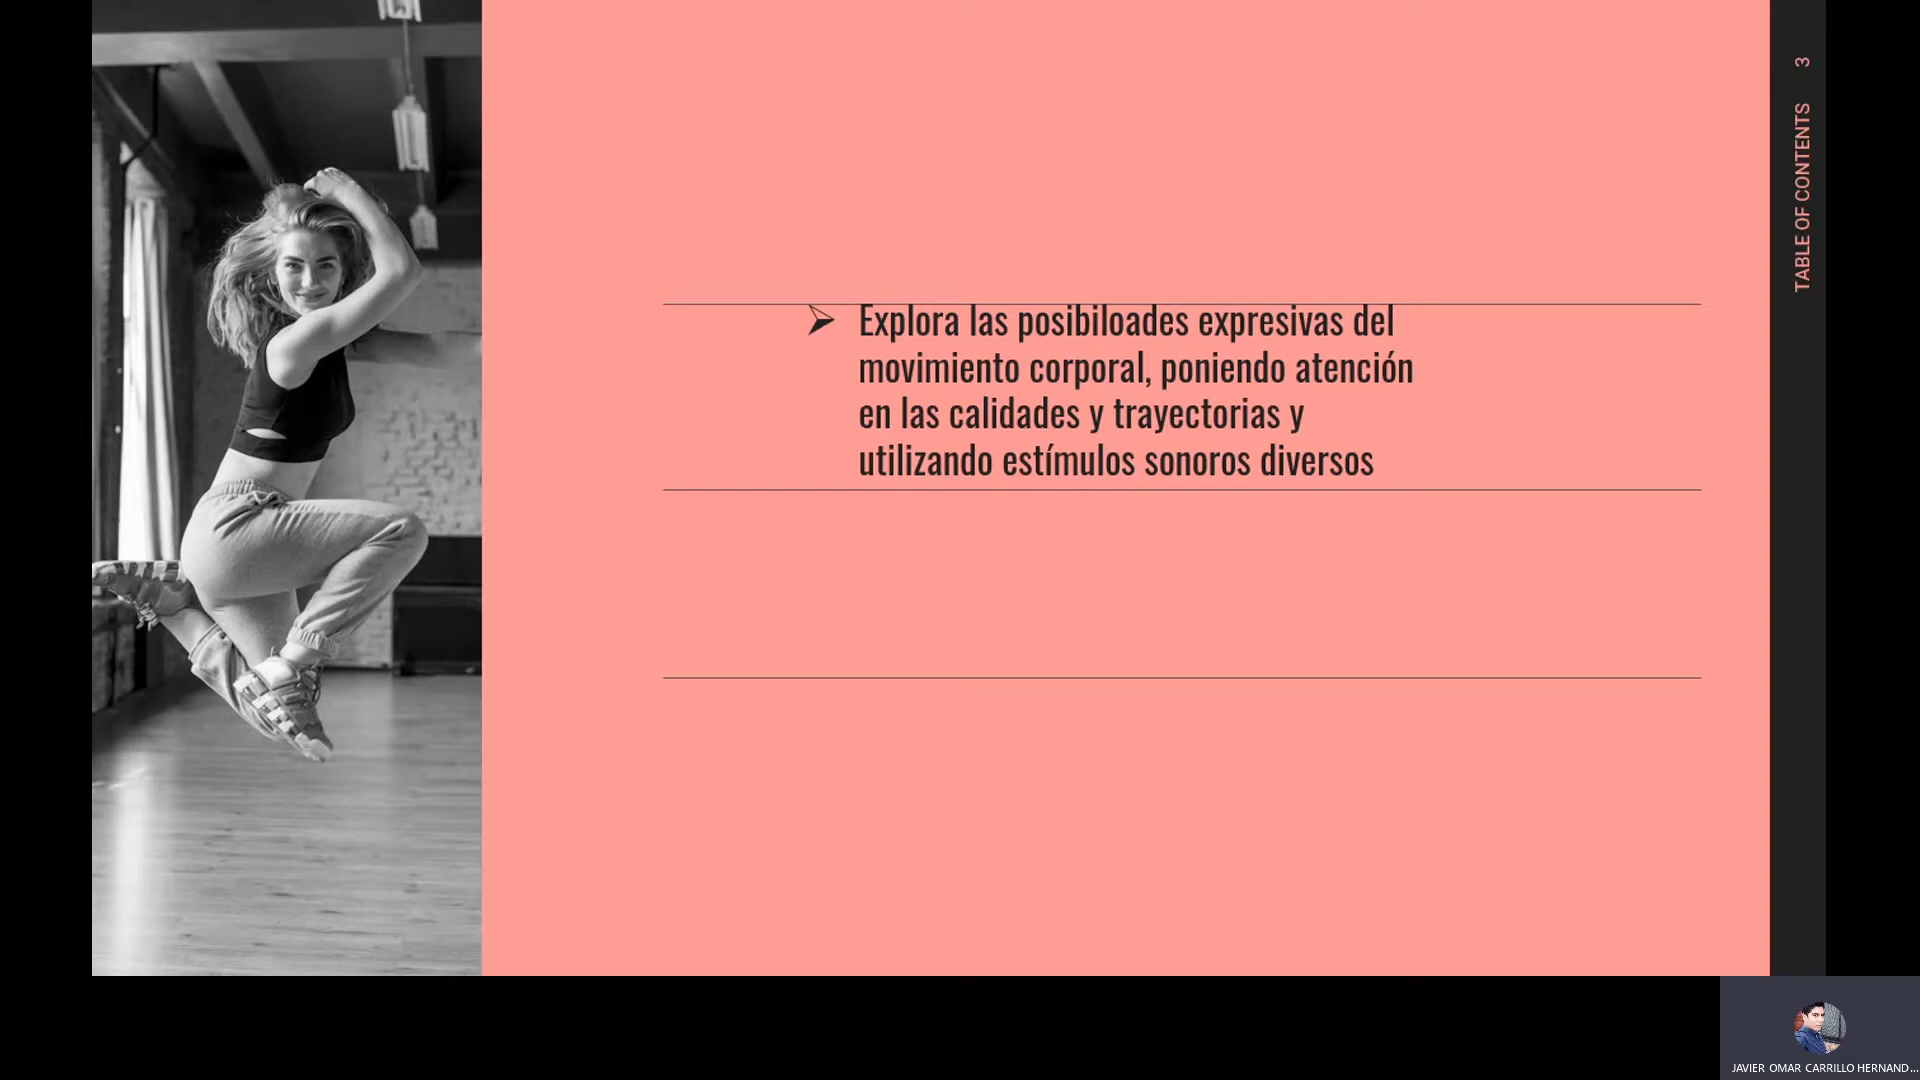 Explora las posibiloades expresivas del
movimiento corporal, poniendo atención
en las calidades y trayectorias y
utilizando estímulos sonoros diversos
TABLE OF CONTENTS 3
JAVIER OMAR CARRILLO HERNAND...